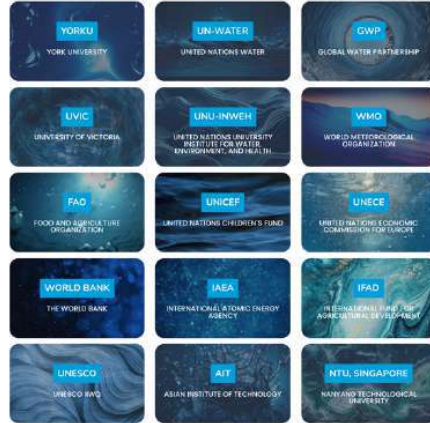 YORKU
YORK UNIVERSITY
UN-WATER
UNITED NATIONS WATER
GWP
GLOBAL WATER PARTNERSHIP
UVIC
UNIVERSITY OF VICTORIA
UNU-INWEH
UNITED NATIONS UNIVERSITY
INSTITUTE FOR WATER,
ENVIRONMENT, AND HEALTH
WMO
WORLD METEOROLOGICAL
ORGANIZATION
FAO
FOOD AND AGRICULTURE
ORGANIZATION
UNICEF
UNITED NATIONS CHILDREN'S FUND
UNECE
UNITED NATIONS ECONOMIC
COMMISSION FOR EUROPE
WORLD BANK
THE WORLD BANK
IAEA
INTERNATIONAL ATOMIC ENERGY
AGENCY
IFAD
INTERNATIONAL FUND FOR
AGRICULTURAL DEVELOPMENT
UNESCO
UNESCO IIWQ
AIT
ASIAN INSTITUTE OF TECHNOLOGY
NTU, SINGAPORE
NANYANG TECHNOLOGICAL
UNIVERSITY